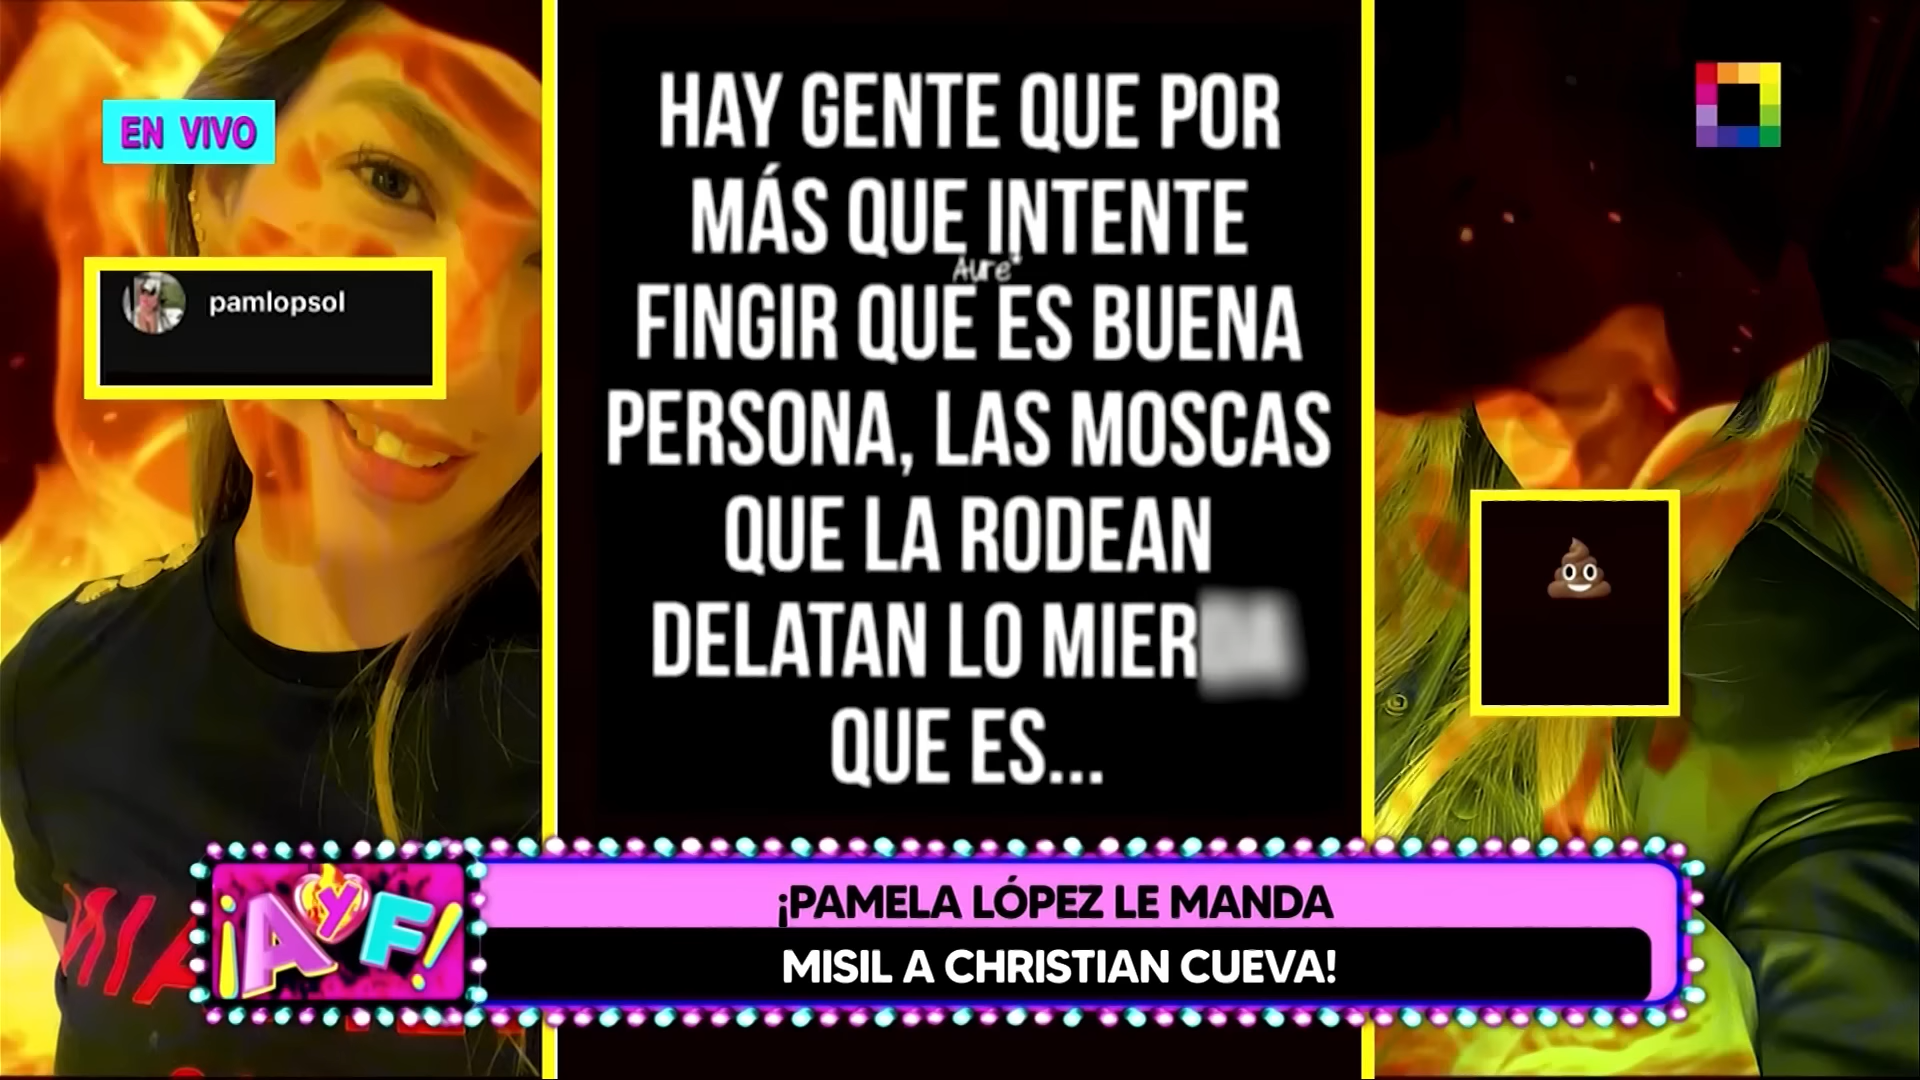 EN VIVO
pamlopsol
HAY GENTE QUE POR
MÁS QUE INTENTE
Aure*
FINGIR QUE ES BUENA
PERSONA, LAS MOSCAS
QUE LA RODEAN
DELATAN LO MIER
QUE ES...
¡AyF!
¡PAMELA LÓPEZ LE MANDA
MISIL A CHRISTIAN CUEVA!